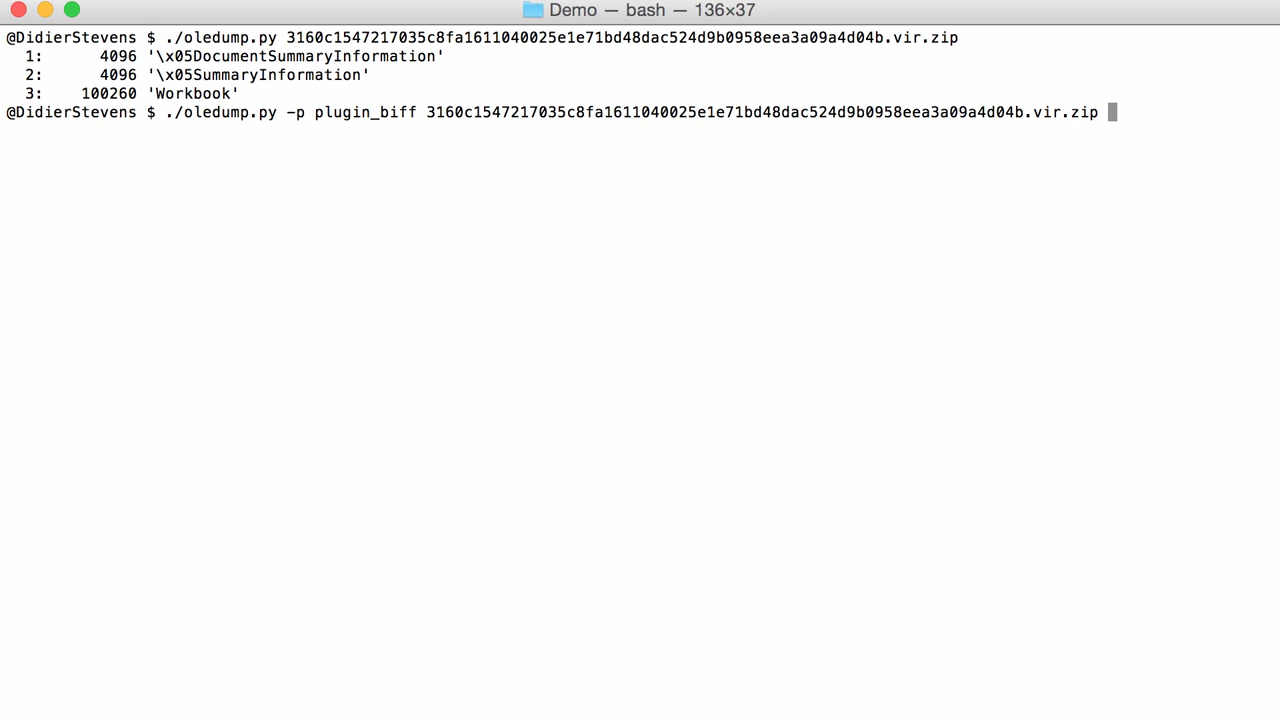 Demo — bash — 136×37
@DidierStevens $ ./oledump.py 3160c1547217035c8fa1611040025e1e71bd48dac524d9b0958eea3a09a4d04b.vir.zip
  1:      4096 '\x05DocumentSummaryInformation'
  2:      4096 '\x05SummaryInformation'
  3:    100260 'Workbook'
@DidierStevens $ ./oledump.py -p plugin_biff 3160c1547217035c8fa1611040025e1e71bd48dac524d9b0958eea3a09a4d04b.vir.zip